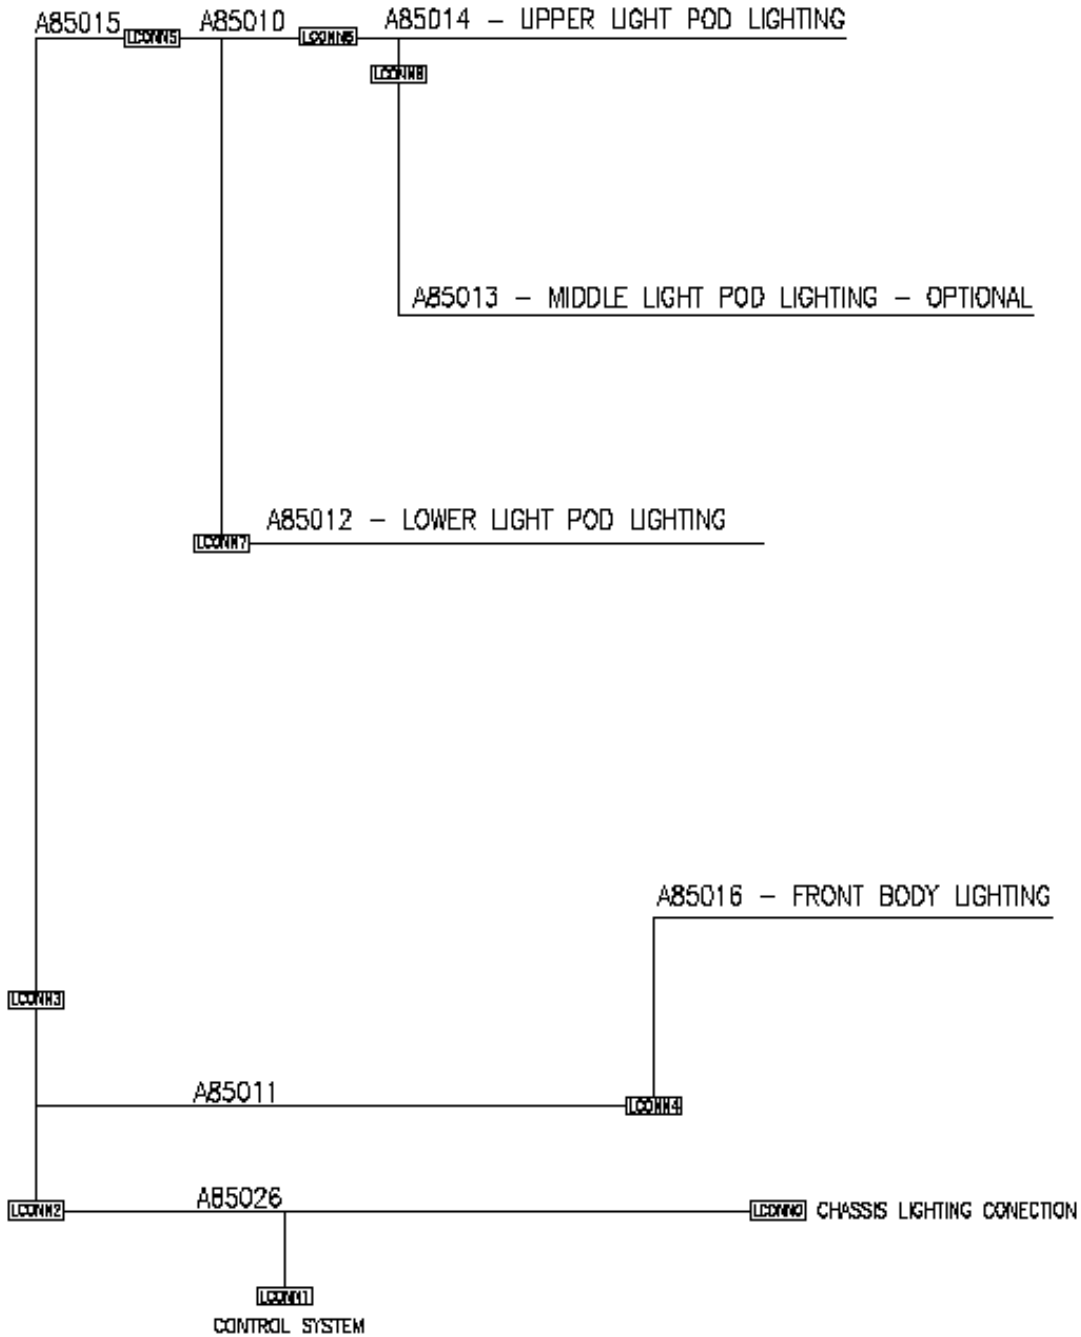 A85015
LCONN5
A85010
LCONN6
A85014 - UPPER LIGHT POD LIGHTING
LCONN8
A85013 - MIDDLE LIGHT POD LIGHTING - OPTIONAL
A85012 - LOWER LIGHT POD LIGHTING
LCONN7
A85016 - FRONT BODY LIGHTING
LCONN3
A85011
LCONN4
A85026
LCONN2
LCONN0 CHASSIS LIGHTING CONECTION
LCONN1
CONTROL SYSTEM